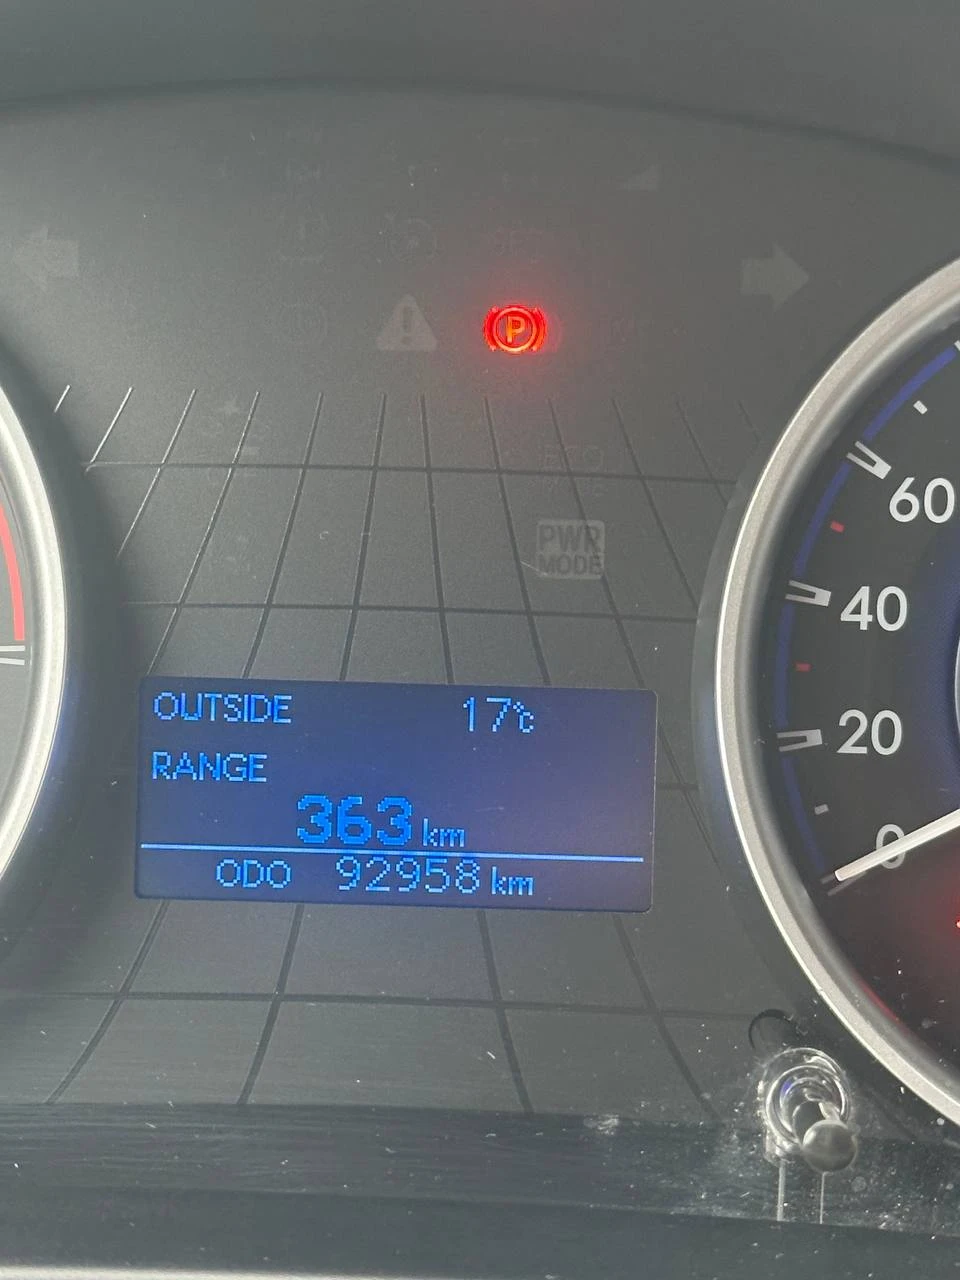 P
60
PWR
MODE
40
OUTSIDE 17℃
20
RANGE
363 km
0
ODO 92958 km